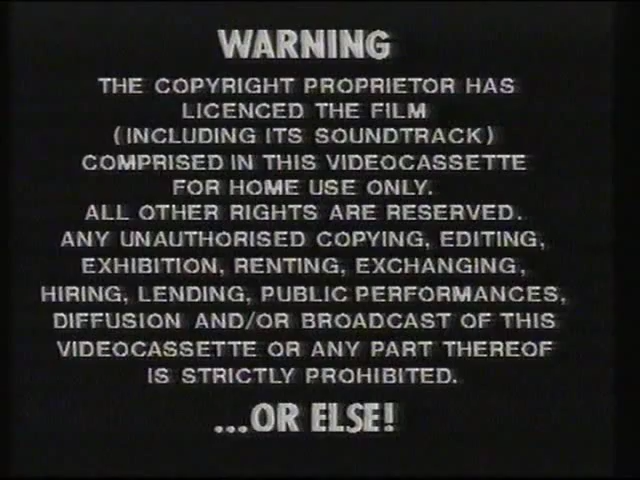 WARNING
THE COPYRIGHT PROPRIETOR HAS
LICENCED THE FILM
(INCLUDING ITS SOUNDTRACK)
COMPRISED IN THIS VIDEOCASSETTE
FOR HOME USE ONLY.
ALL OTHER RIGHTS ARE RESERVED.
ANY UNAUTHORISED COPYING, EDITING,
EXHIBITION, RENTING, EXCHANGING,
HIRING, LENDING, PUBLIC PERFORMANCES,
DIFFUSION AND/OR BROADCAST OF THIS
VIDEOCASSETTE OR ANY PART THEREOF
IS STRICTLY PROHIBITED.
...OR ELSE!